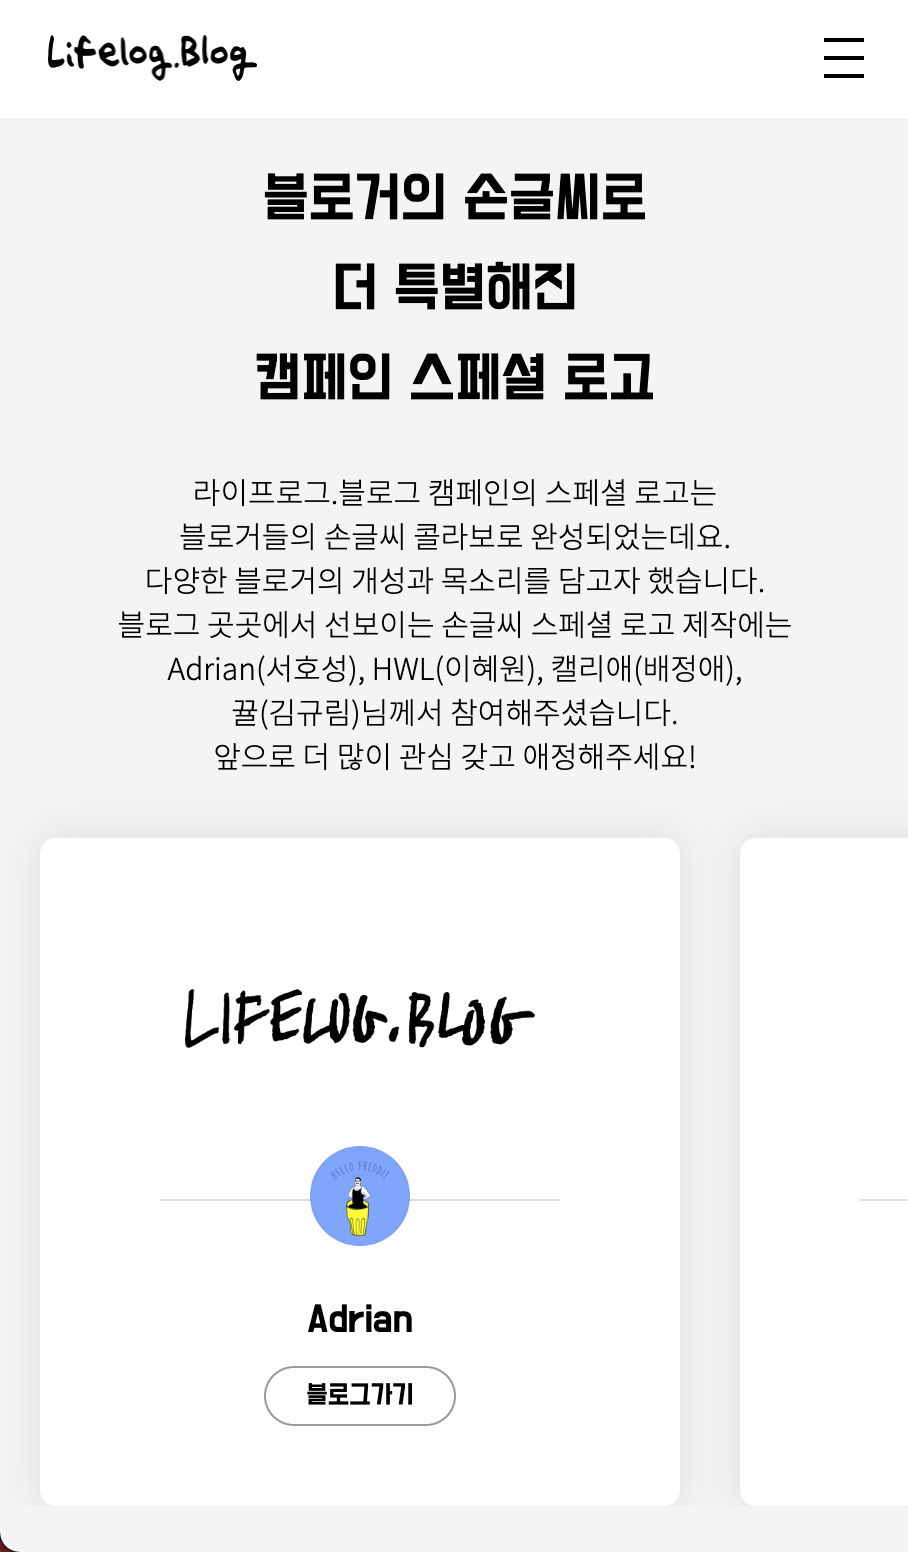 Lifelog.Blog
블로거의 손글씨로
더 특별해진
캠페인 스페셜 로고
라이프로그.블로그 캠페인의 스페셜 로고는
블로거들의 손글씨 콜라보로 완성되었는데요.
다양한 블로거의 개성과 목소리를 담고자 했습니다.
블로그 곳곳에서 선보이는 손글씨 스페셜 로고 제작에는
Adrian(서호성), HWL(이혜원), 캘리애(배정애),
꿀(김규림)님께서 참여해주셨습니다.
앞으로 더 많이 관심 갖고 애정해주세요!
LIFELOG.BLOG
HELLO FREDDIE
Adrian
블로그가기